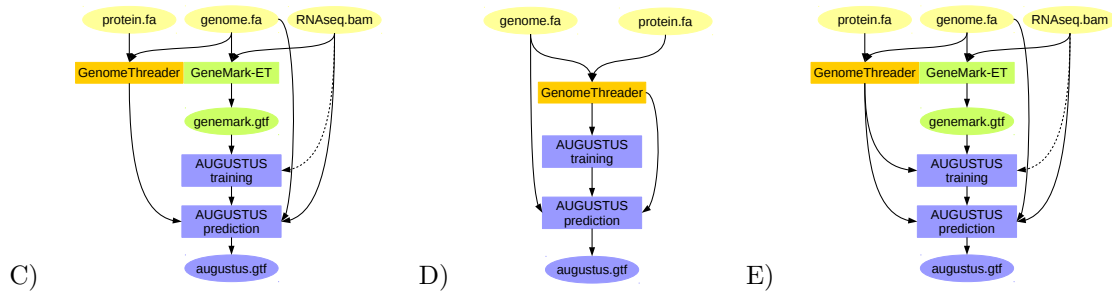 protein.fa genome.fa RNAseq.bam
GenomeThreader GeneMark-ET
genemark.gtf
AUGUSTUS
training
AUGUSTUS
prediction
augustus.gtf
C)
genome.fa protein.fa
GenomeThreader
AUGUSTUS
training
AUGUSTUS
prediction
augustus.gtf
D)
protein.fa genome.fa RNAseq.bam
GenomeThreader GeneMark-ET
genemark.gtf
AUGUSTUS
training
AUGUSTUS
prediction
augustus.gtf
E)